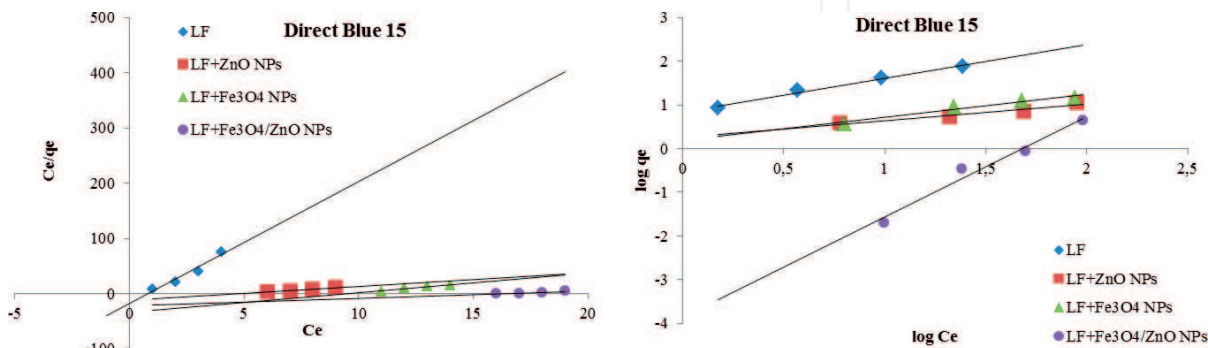 Direct Blue 15
500
400
300
200
100
0
-100
-5
0
5
10
15
20
Ce/qe
Ce
LF
LF+ZnO NPs
LF+Fe3O4 NPs
LF+Fe3O4/ZnO NPs
Direct Blue 15
3
2
1
0
-1
-2
-3
-4
0
0,5
1
1,5
2
2,5
log qe
log Ce
LF
LF+ZnO NPs
LF+Fe3O4 NPs
LF+Fe3O4/ZnO NPs